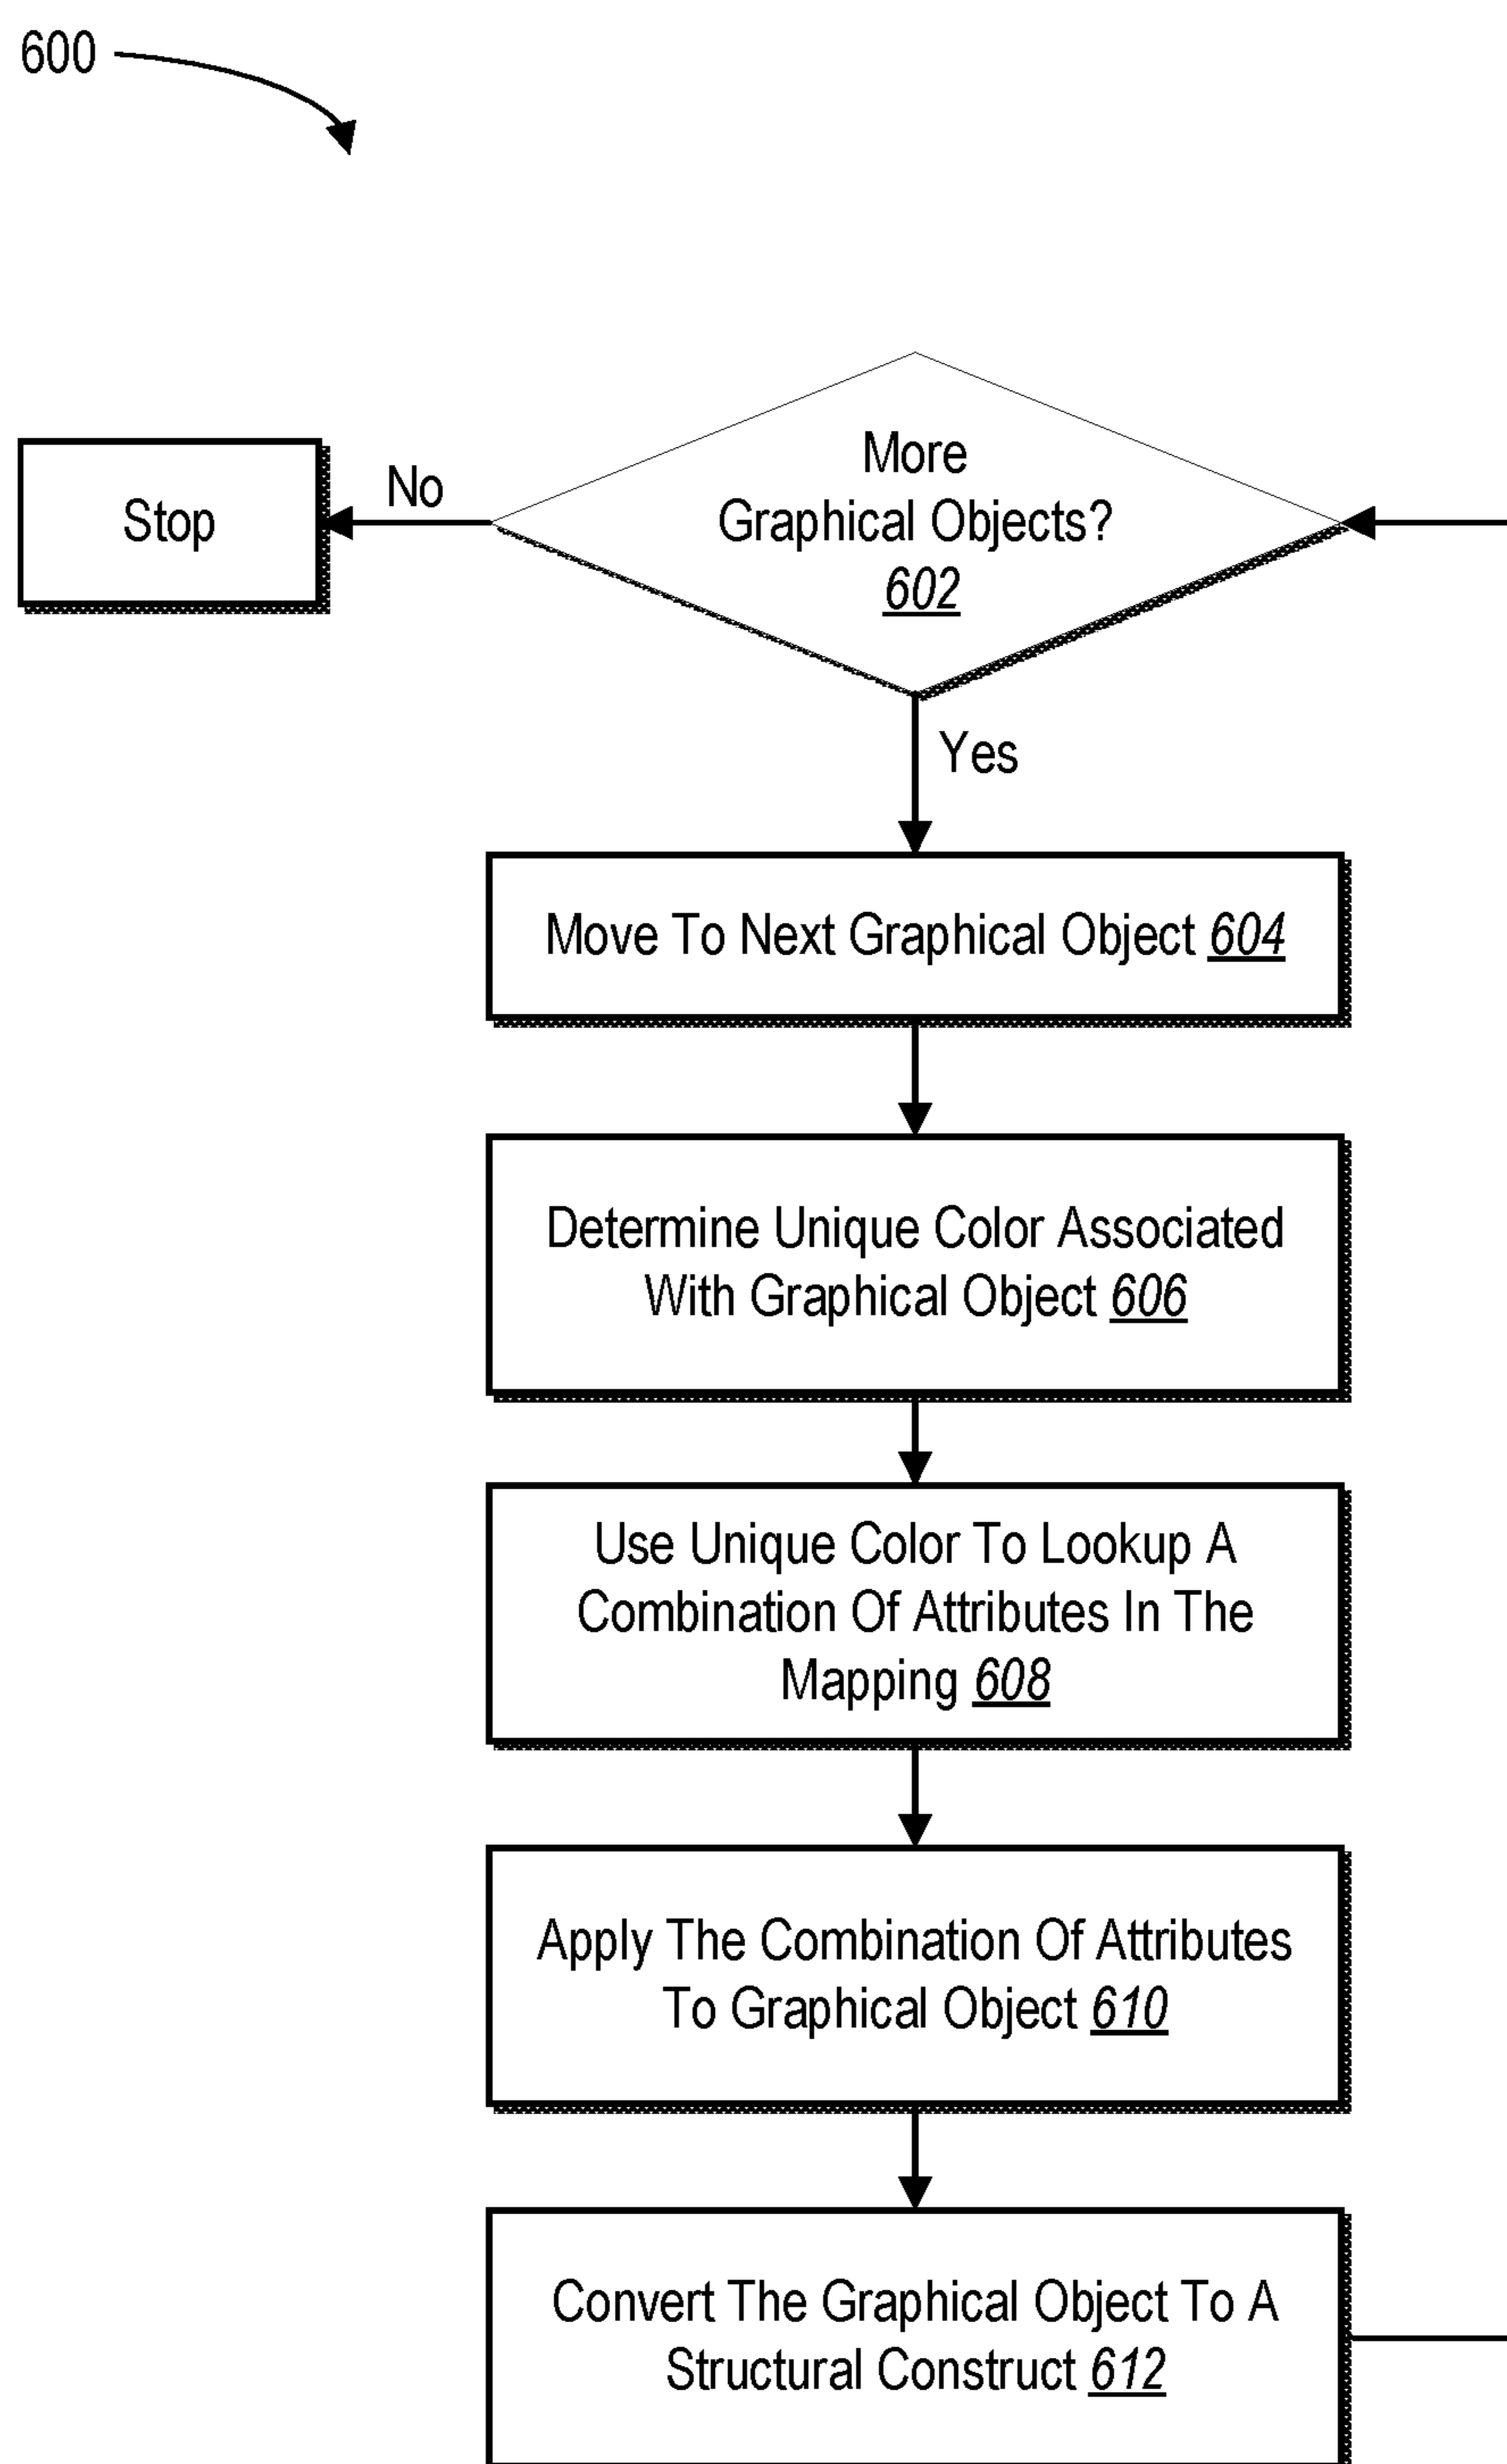 600
More
Graphical Objects?
602
No
Stop
Yes
Move To Next Graphical Object 604
Determine Unique Color Associated
With Graphical Object 606
Use Unique Color To Lookup A
Combination Of Attributes In The
Mapping 608
Apply The Combination Of Attributes
To Graphical Object 610
Convert The Graphical Object To A
Structural Construct 612